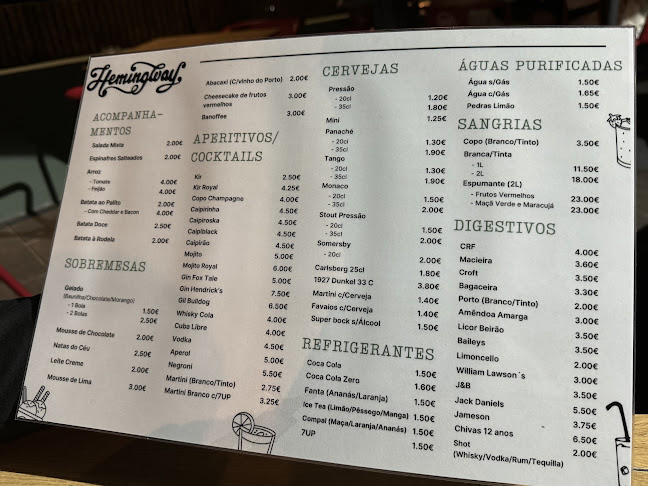 Hemingway
ACOMPANHA-
MENTOS
Salada Mista 2.00€
Espinafres Salteados 2.00€
Arroz
- Tomate 4.00€
- Feijão 4.00€
Batata ao Palito 2.00€
- Com Cheddar e Bacon 4.00€
Batata Doce 2.50€
Batata à Rodela 2.00€
SOBREMESAS
Gelado
(Baunilha/Chocolate/Morango)
- 1 Bola 1.50€
- 2 Bolas 2.50€
Mousse de Chocolate 2.00€
Natas do Céu 2.50€
Leite Creme 2.00€
Mousse de Lima 3.00€
Abacaxi (C/vinho do Porto) 2.00€
Cheesecake de frutos
vermelhos 3.00€
Banoffee 3.00€
APERITIVOS/
COCKTAILS
Kir 2.50€
Kir Royal 4.25€
Copo Champagne 4.00€
Caipirinha 4.50€
Caipiroska 4.50€
Caipiblack 4.50€
Caipirão 4.50€
Mojito 5.00€
Mojito Royal 6.00€
Gin Fox Tale 5.00€
Gin Hendrick's 7.50€
Gil Bulldog 6.50€
Whisky Cola 4.00€
Cuba Libre 4.00€
Vodka 4.00€
Aperol 4.50€
Negroni 5.00€
Martini (Branco/Tinto) 5.50€
Martini Branco c/7UP 2.75€
3.25€
CERVEJAS
Pressão
- 20cl 1.20€
- 35cl 1.80€
Mini 1.25€
Panaché
- 20cl 1.30€
- 35cl 1.90€
Tango
- 20cl 1.30€
- 35cl 1.90€
Monaco
- 20cl 1.50€
- 35cl 2.00€
Stout Pressão
- 20cl 1.50€
- 35cl 2.00€
Somersby
- 20cl 2.00€
Carlsberg 25cl 1.80€
1927 Dunkel 33 C 3.80€
Martini c/Cerveja 1.40€
Favaios c/Cerveja 1.40€
Super bock s/Álcool 1.50€
REFRIGERANTES
Coca Cola 1.50€
Coca Cola Zero 1.60€
Fanta (Ananás/Laranja) 1.50€
Ice Tea (Limão/Pêssego/Manga) 1.50€
Compal (Maça/Laranja/Ananás) 1.50€
7UP 1.50€
ÁGUAS PURIFICADAS
Água s/Gás 1.50€
Água c/Gás 1.65€
Pedras Limão 1.50€
SANGRIAS
Copo (Branco/Tinto) 3.50€
Branca/Tinta
- 1L 11.50€
- 2L 18.00€
Espumante (2L)
- Frutos Vermelhos 23.00€
- Maçã Verde e Maracujá 23.00€
DIGESTIVOS
CRF 4.00€
Macieira 3.60€
Croft 3.50€
Bagaceira 3.30€
Porto (Branco/Tinto) 2.00€
Amêndoa Amarga 3.00€
Licor Beirão 3.50€
Baileys 3.50€
Limoncello 2.00€
William Lawson´s 3.00€
J&B 3.50€
Jack Daniels 5.50€
Jameson 3.75€
Chivas 12 anos 6.50€
Shot 2.00€
(Whisky/Vodka/Rum/Tequilla)